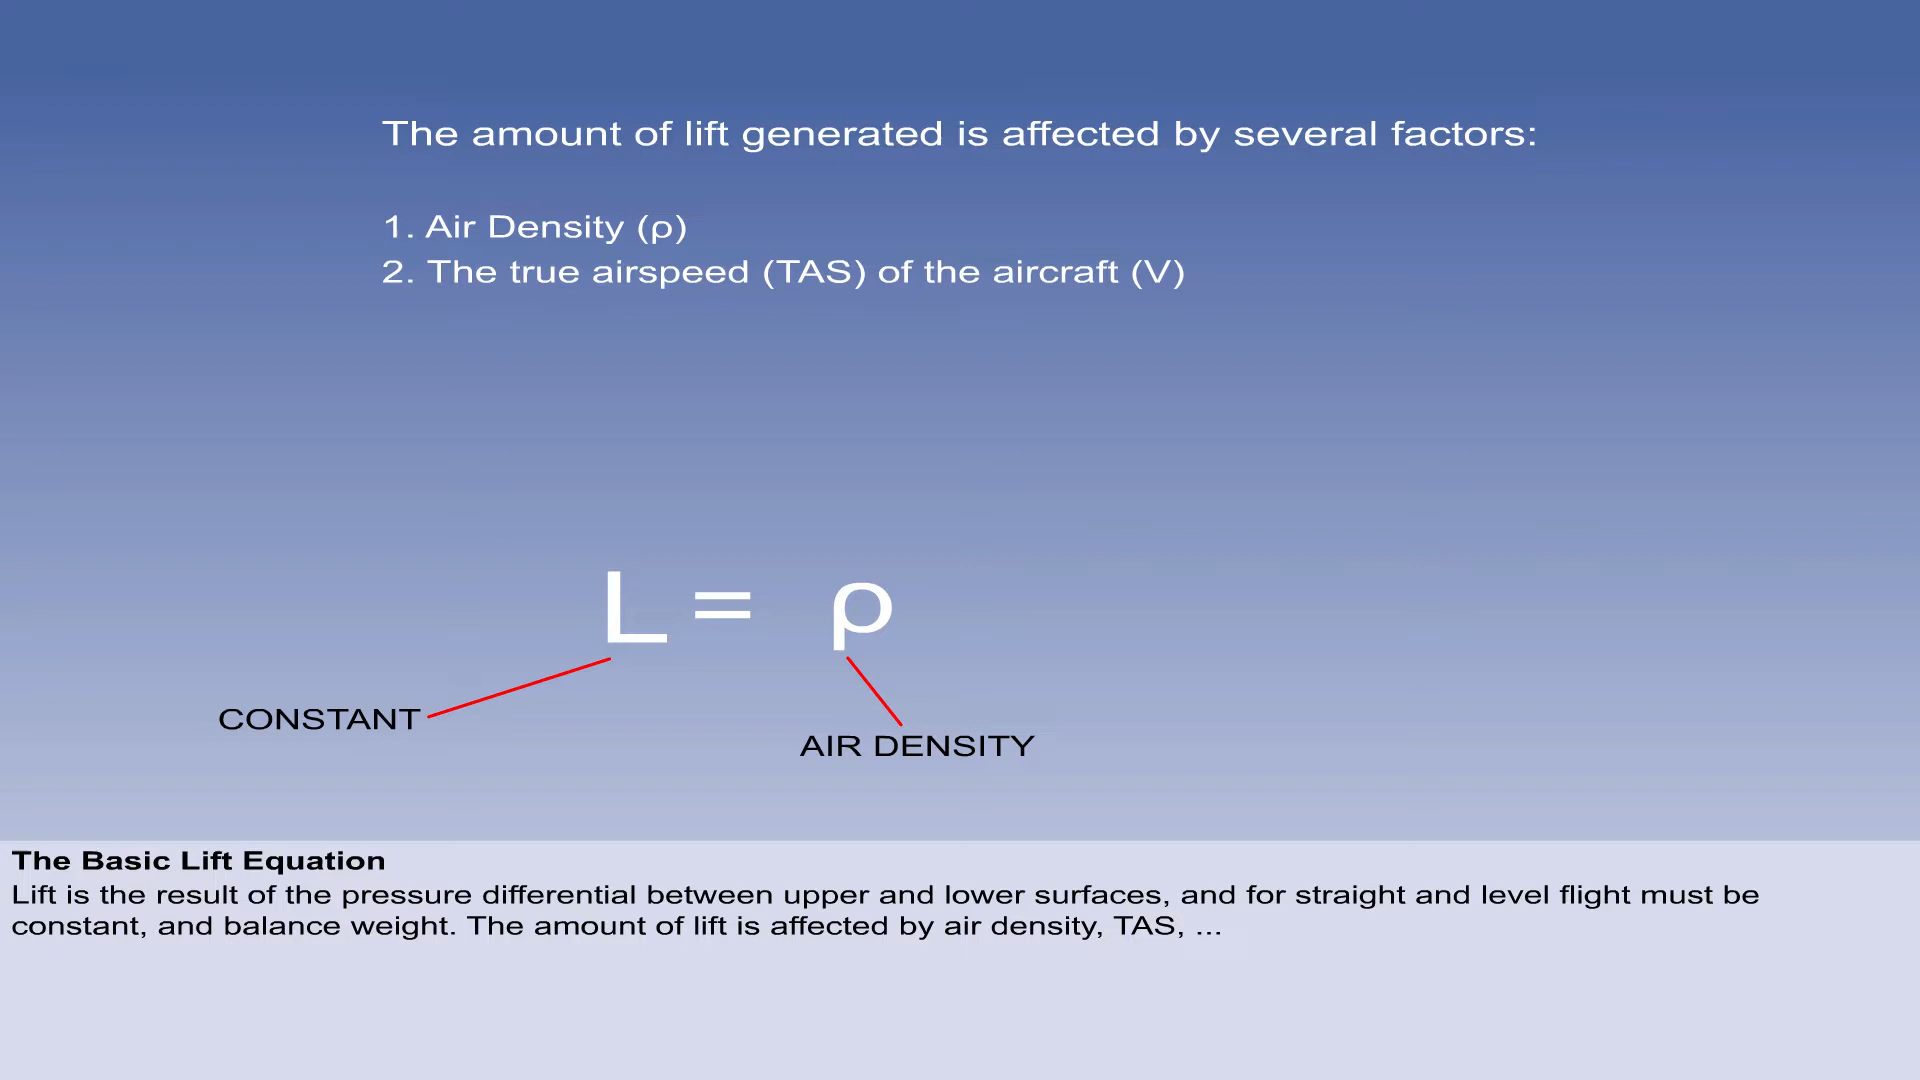 The amount of lift generated is affected by several factors:
1. Air Density (ρ)
2. The true airspeed (TAS) of the aircraft (V)
L = ρ
CONSTANT
AIR DENSITY
The Basic Lift Equation
Lift is the result of the pressure differential between upper and lower surfaces, and for straight and level flight must be
constant, and balance weight. The amount of lift is affected by air density, TAS, ...